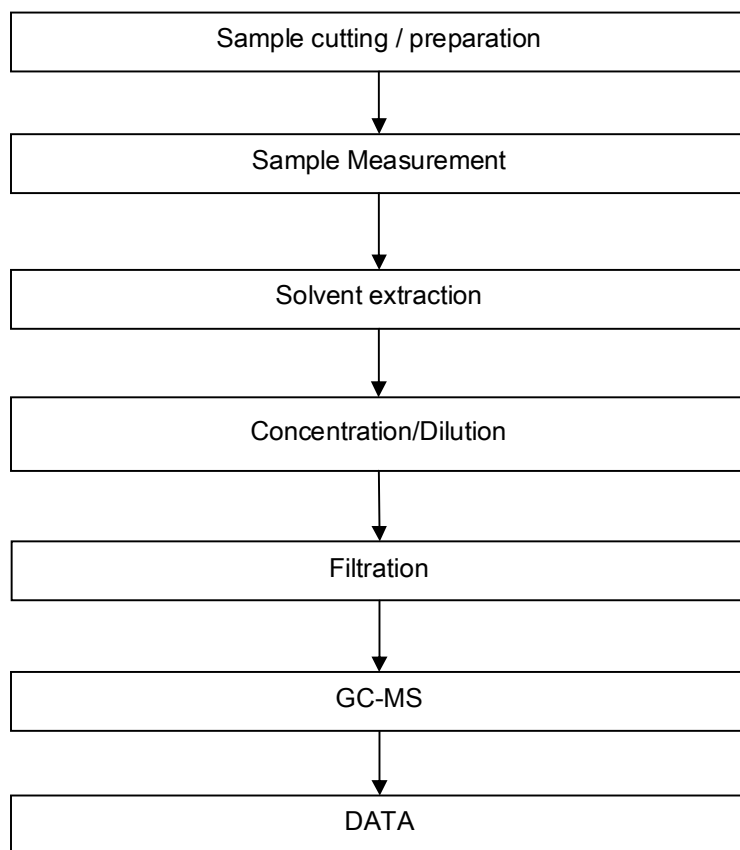 Sample cutting / preparation
Sample Measurement
Solvent extraction
Concentration/Dilution
Filtration
GC-MS
DATA